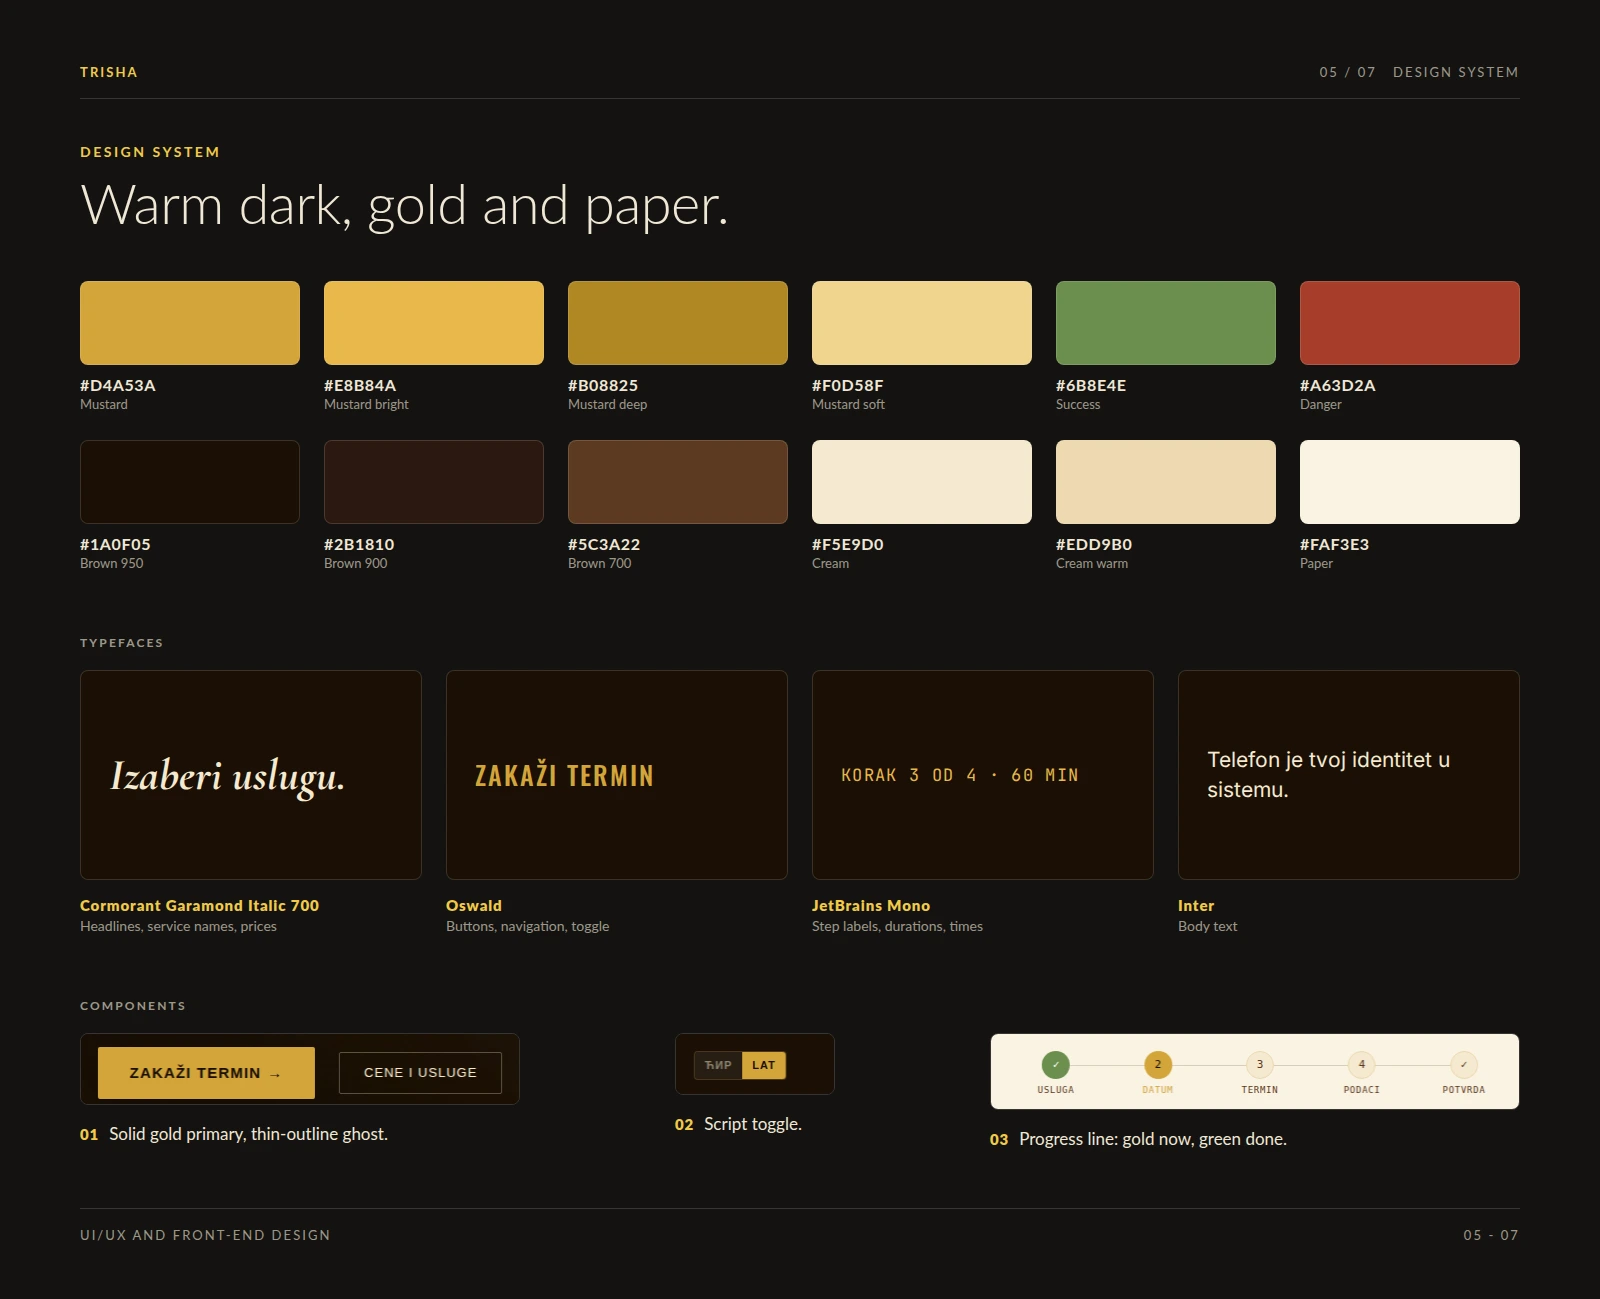 TRISHA
05 / 07 DESIGN SYSTEM
DESIGN SYSTEM
Warm dark, gold and paper.
#D4A53A
Mustard
#E8B84A
Mustard bright
#B08825
Mustard deep
#F0D58F
Mustard soft
#6B8E4E
Success
#A63D2A
Danger
#1A0F05
Brown 950
#2B1810
Brown 900
#5C3A22
Brown 700
#F5E9D0
Cream
#EDD9B0
Cream warm
#FAF3E3
Paper
TYPEFACES
Izaberi uslugu.
Cormorant Garamond Italic 700
Headlines, service names, prices
ZAKAŽI TERMIN
Oswald
Buttons, navigation, toggle
KORAK 3 OD 4 · 60 MIN
JetBrains Mono
Step labels, durations, times
Telefon je tvoj identitet u
sistemu.
Inter
Body text
COMPONENTS
ZAKAŽI TERMIN →
CENE I USLUGE
01 Solid gold primary, thin-outline ghost.
ЋИР LAT
02 Script toggle.
✓ 2 3 4 ✓
USLUGA DATUM TERMIN PODACI POTVRDA
03 Progress line: gold now, green done.
UI/UX AND FRONT-END DESIGN
05 - 07